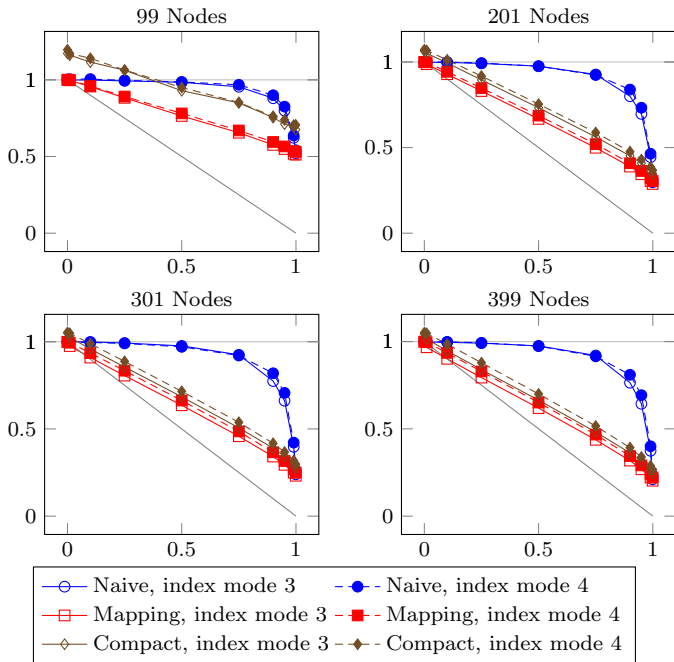 99 Nodes
201 Nodes
1
0.5
0
0
0.5
1
1
0.5
0
0
0.5
1
301 Nodes
399 Nodes
1
0.5
0
0
0.5
1
1
0.5
0
0
0.5
1
Naive, index mode 3
Naive, index mode 4
Mapping, index mode 3
Mapping, index mode 4
Compact, index mode 3
Compact, index mode 4